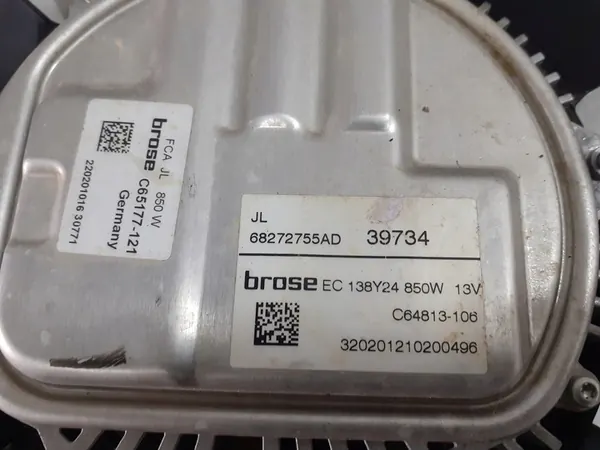 FCA JL 850 W
brose C65177-121
Germany
220201016 30771
JL
68272755AD 39734
brose EC 138Y24 850W 13V
C64813-106
320201210200496